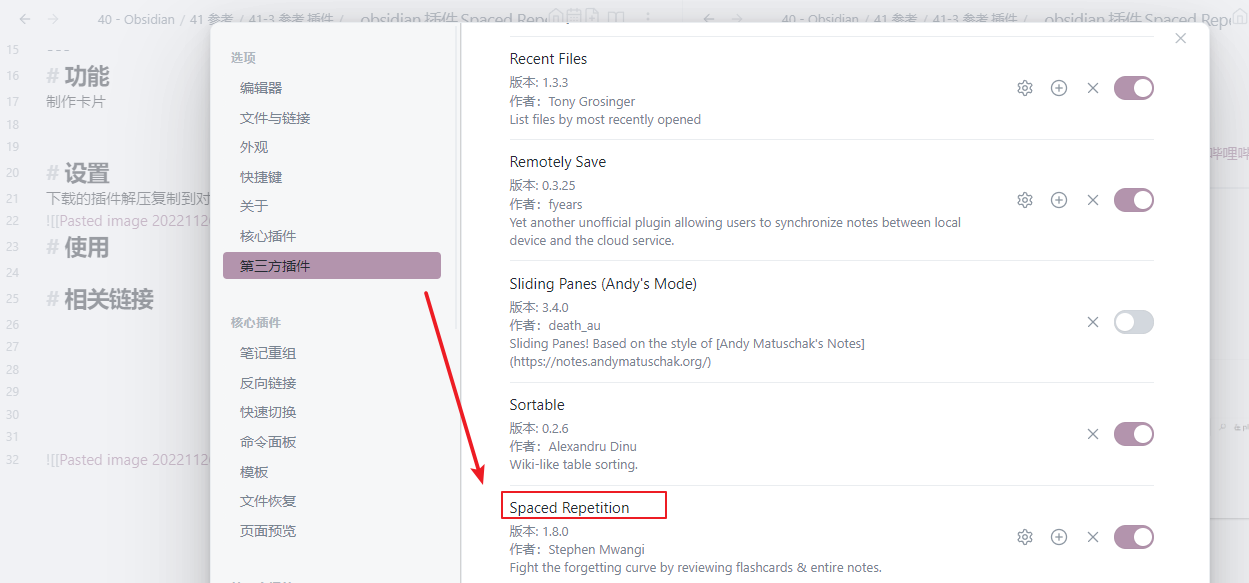 40 - Obsidian / 41 参考 / 41-3 参考 插件 / obsidian 插件 Spaced Rep
40 - Obsidian / 41 参考 / 41-3 参考 插件 / obsidian 插件 Spaced Rep
15 ---
16 # 功能
17 制作卡片
18
19
20 # 设置
21 下载的插件解压复制到对
22 ![[Pasted image 2022112
23 # 使用
24
25 # 相关链接
26
27
28
29
30
31
32 ![[Pasted image 2022112
选项
编辑器
文件与链接
外观
快捷键
关于
核心插件
第三方插件
核心插件
笔记重组
反向链接
快速切换
命令面板
模板
文件恢复
页面预览
Recent Files
版本: 1.3.3
作者： Tony Grosinger
List files by most recently opened
Remotely Save
版本: 0.3.25
作者： fyears
Yet another unofficial plugin allowing users to synchronize notes between local
device and the cloud service.
Sliding Panes (Andy's Mode)
版本: 3.4.0
作者： death_au
Sliding Panes! Based on the style of [Andy Matuschak's Notes]
(https://notes.andymatuschak.org/)
Sortable
版本: 0.2.6
作者： Alexandru Dinu
Wiki-like table sorting.
Spaced Repetition
版本: 1.8.0
作者： Stephen Mwangi
Fight the forgetting curve by reviewing flashcards & entire notes.
哔哩哔